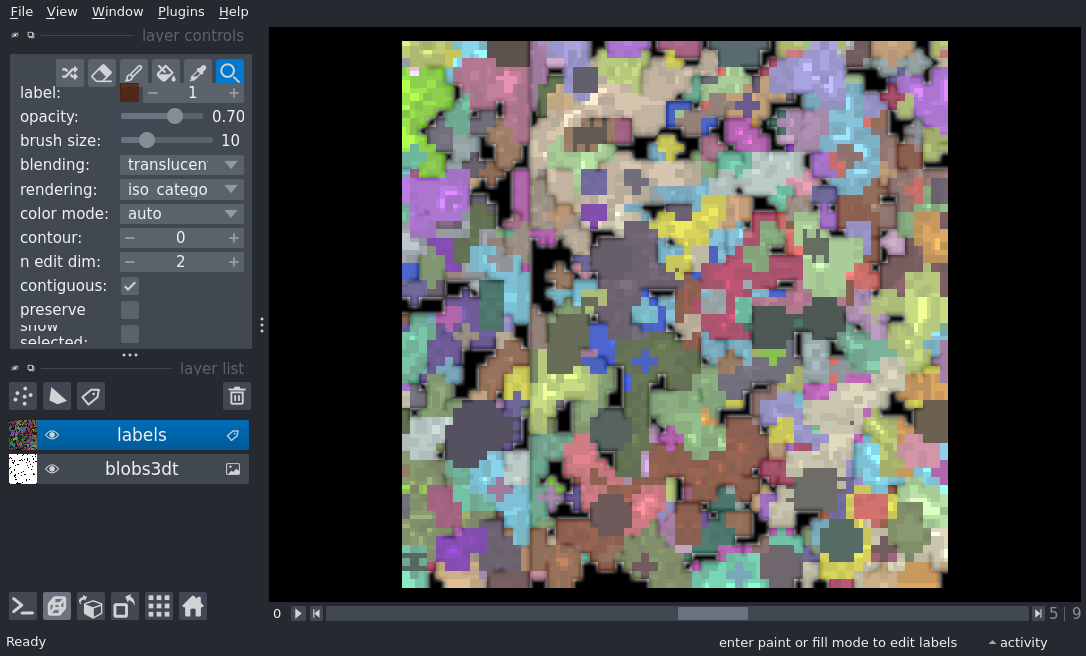 File View Window Plugins Help
layer controls
label: 1
opacity: 0.70
brush size: 10
blending: translucen
rendering: iso catego
color mode: auto
contour: 0
n edit dim: 2
contiguous:
preserve
show
selected:
layer list
labels
blobs3dt
0 5 | 9
Ready enter paint or fill mode to edit labels activity